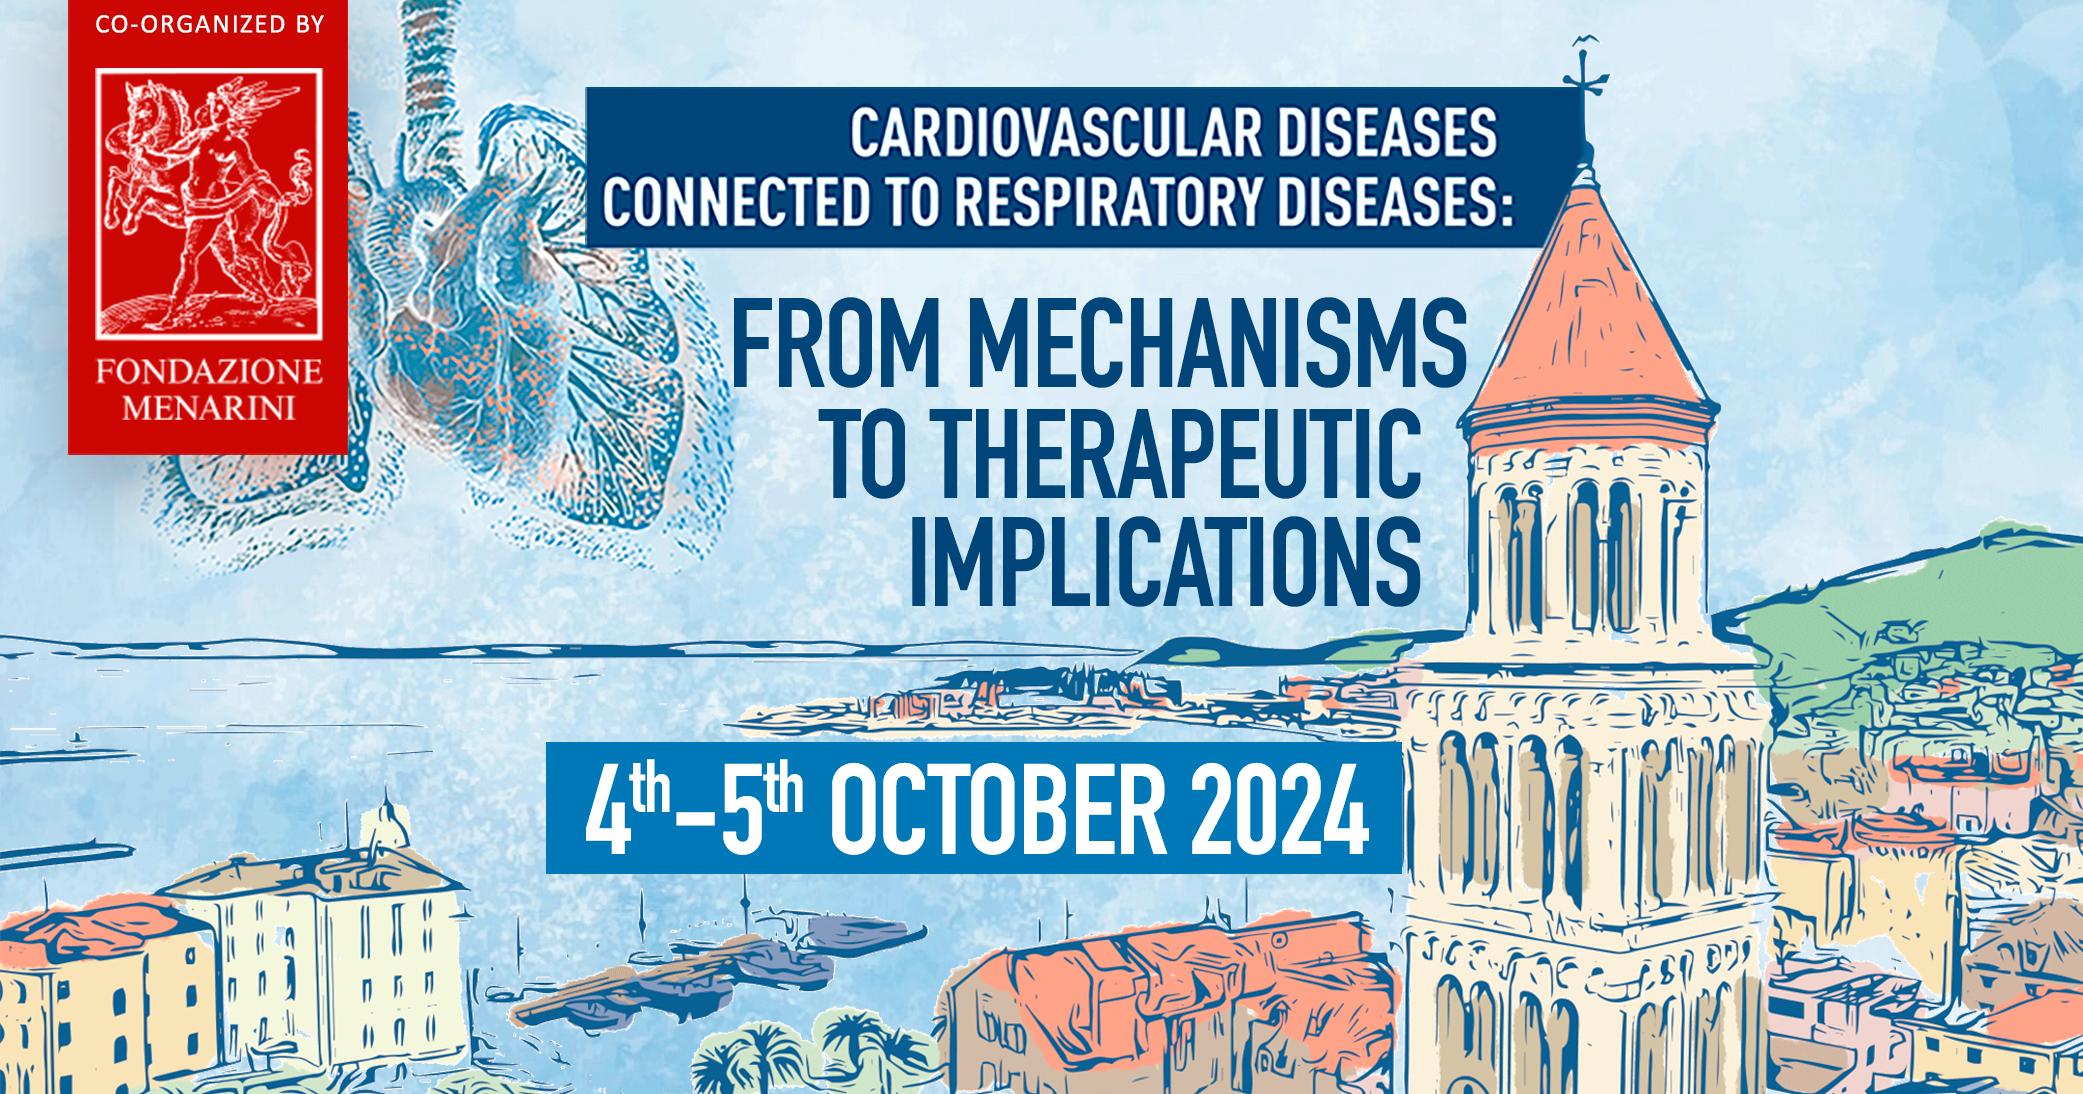 CO-ORGANIZED BY
FONDAZIONE
MENARINI
CARDIOVASCULAR DISEASES
CONNECTED TO RESPIRATORY DISEASES:
FROM MECHANISMS
TO THERAPEUTIC
IMPLICATIONS
4th-5th OCTOBER 2024